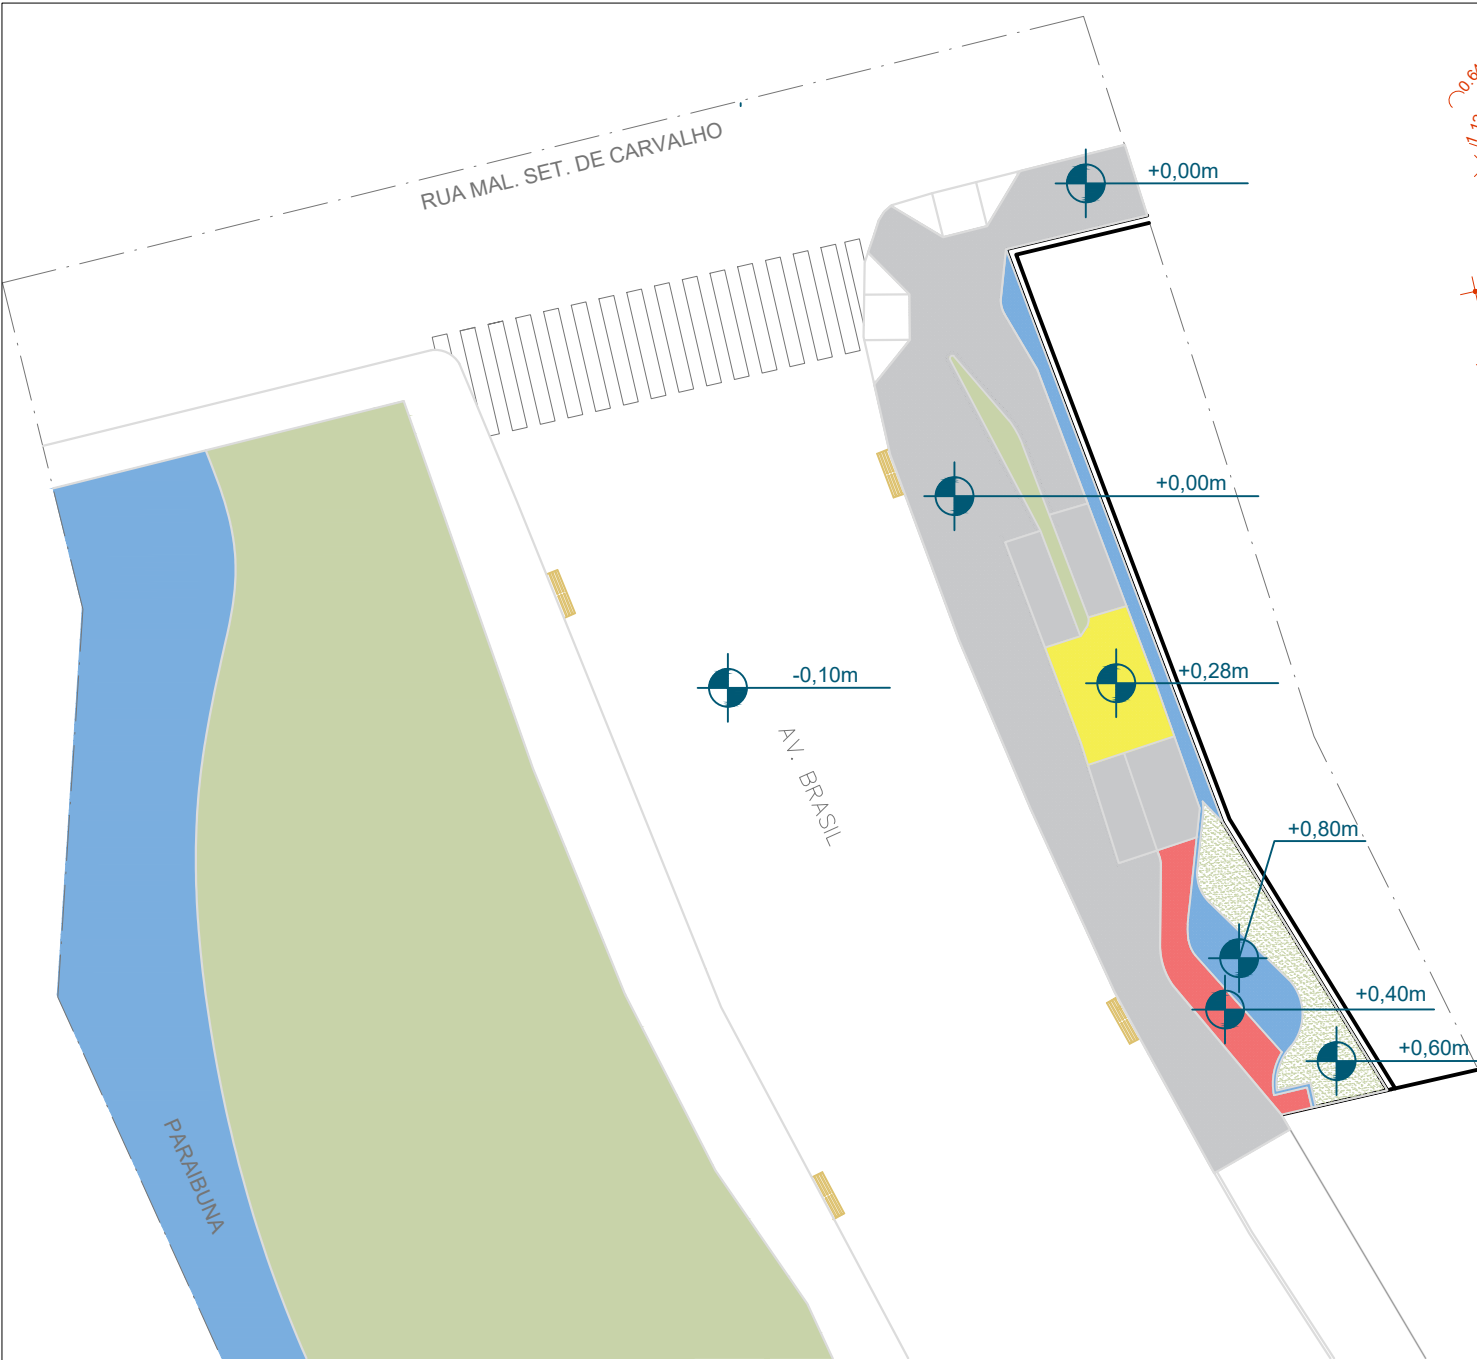 RUA MAL. SET. DE CARVALHO
+0,00m
+0,00m
-0,10m
+0,28m
AV. BRASIL
+0,80m
+0,40m
+0,60m
PARAIBUNA